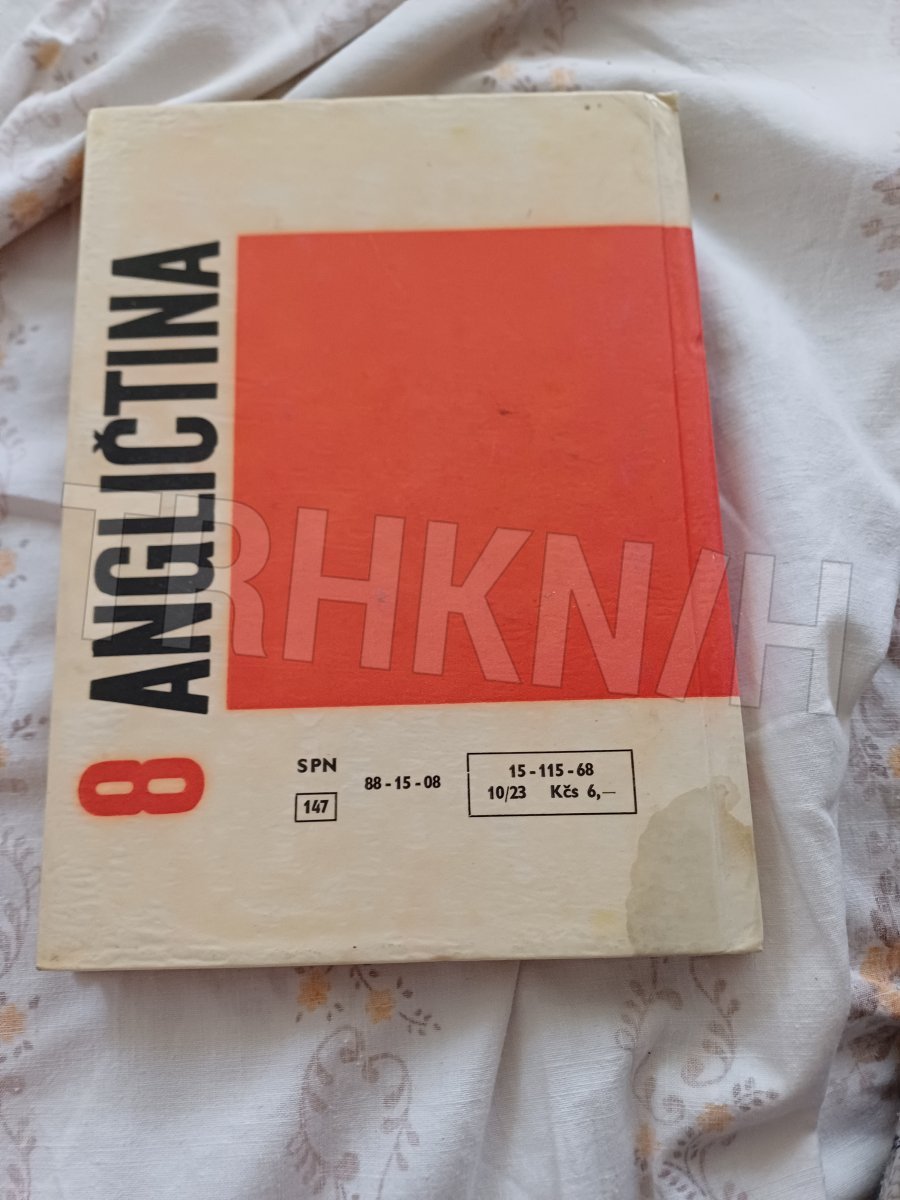 8 ANGLIČTINA
SPN
147
88-15-08
15-115-68
10/23 Kčs 6,—
TRHKNIH